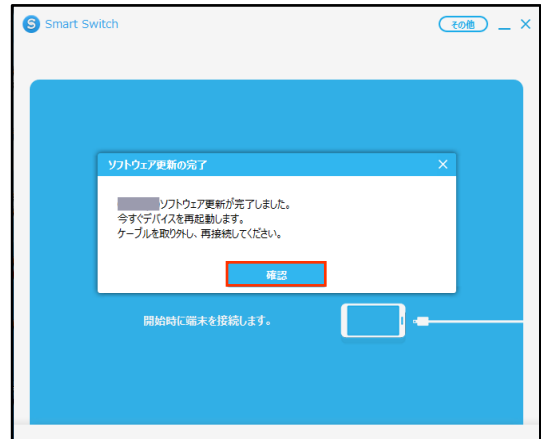 S Smart Switch
その他
ソフトウェア更新の完了
ソフトウェア更新が完了しました。
今すぐデバイスを再起動します。
ケーブルを取り外し、再接続してください。
確認
開始時に端末を接続します。